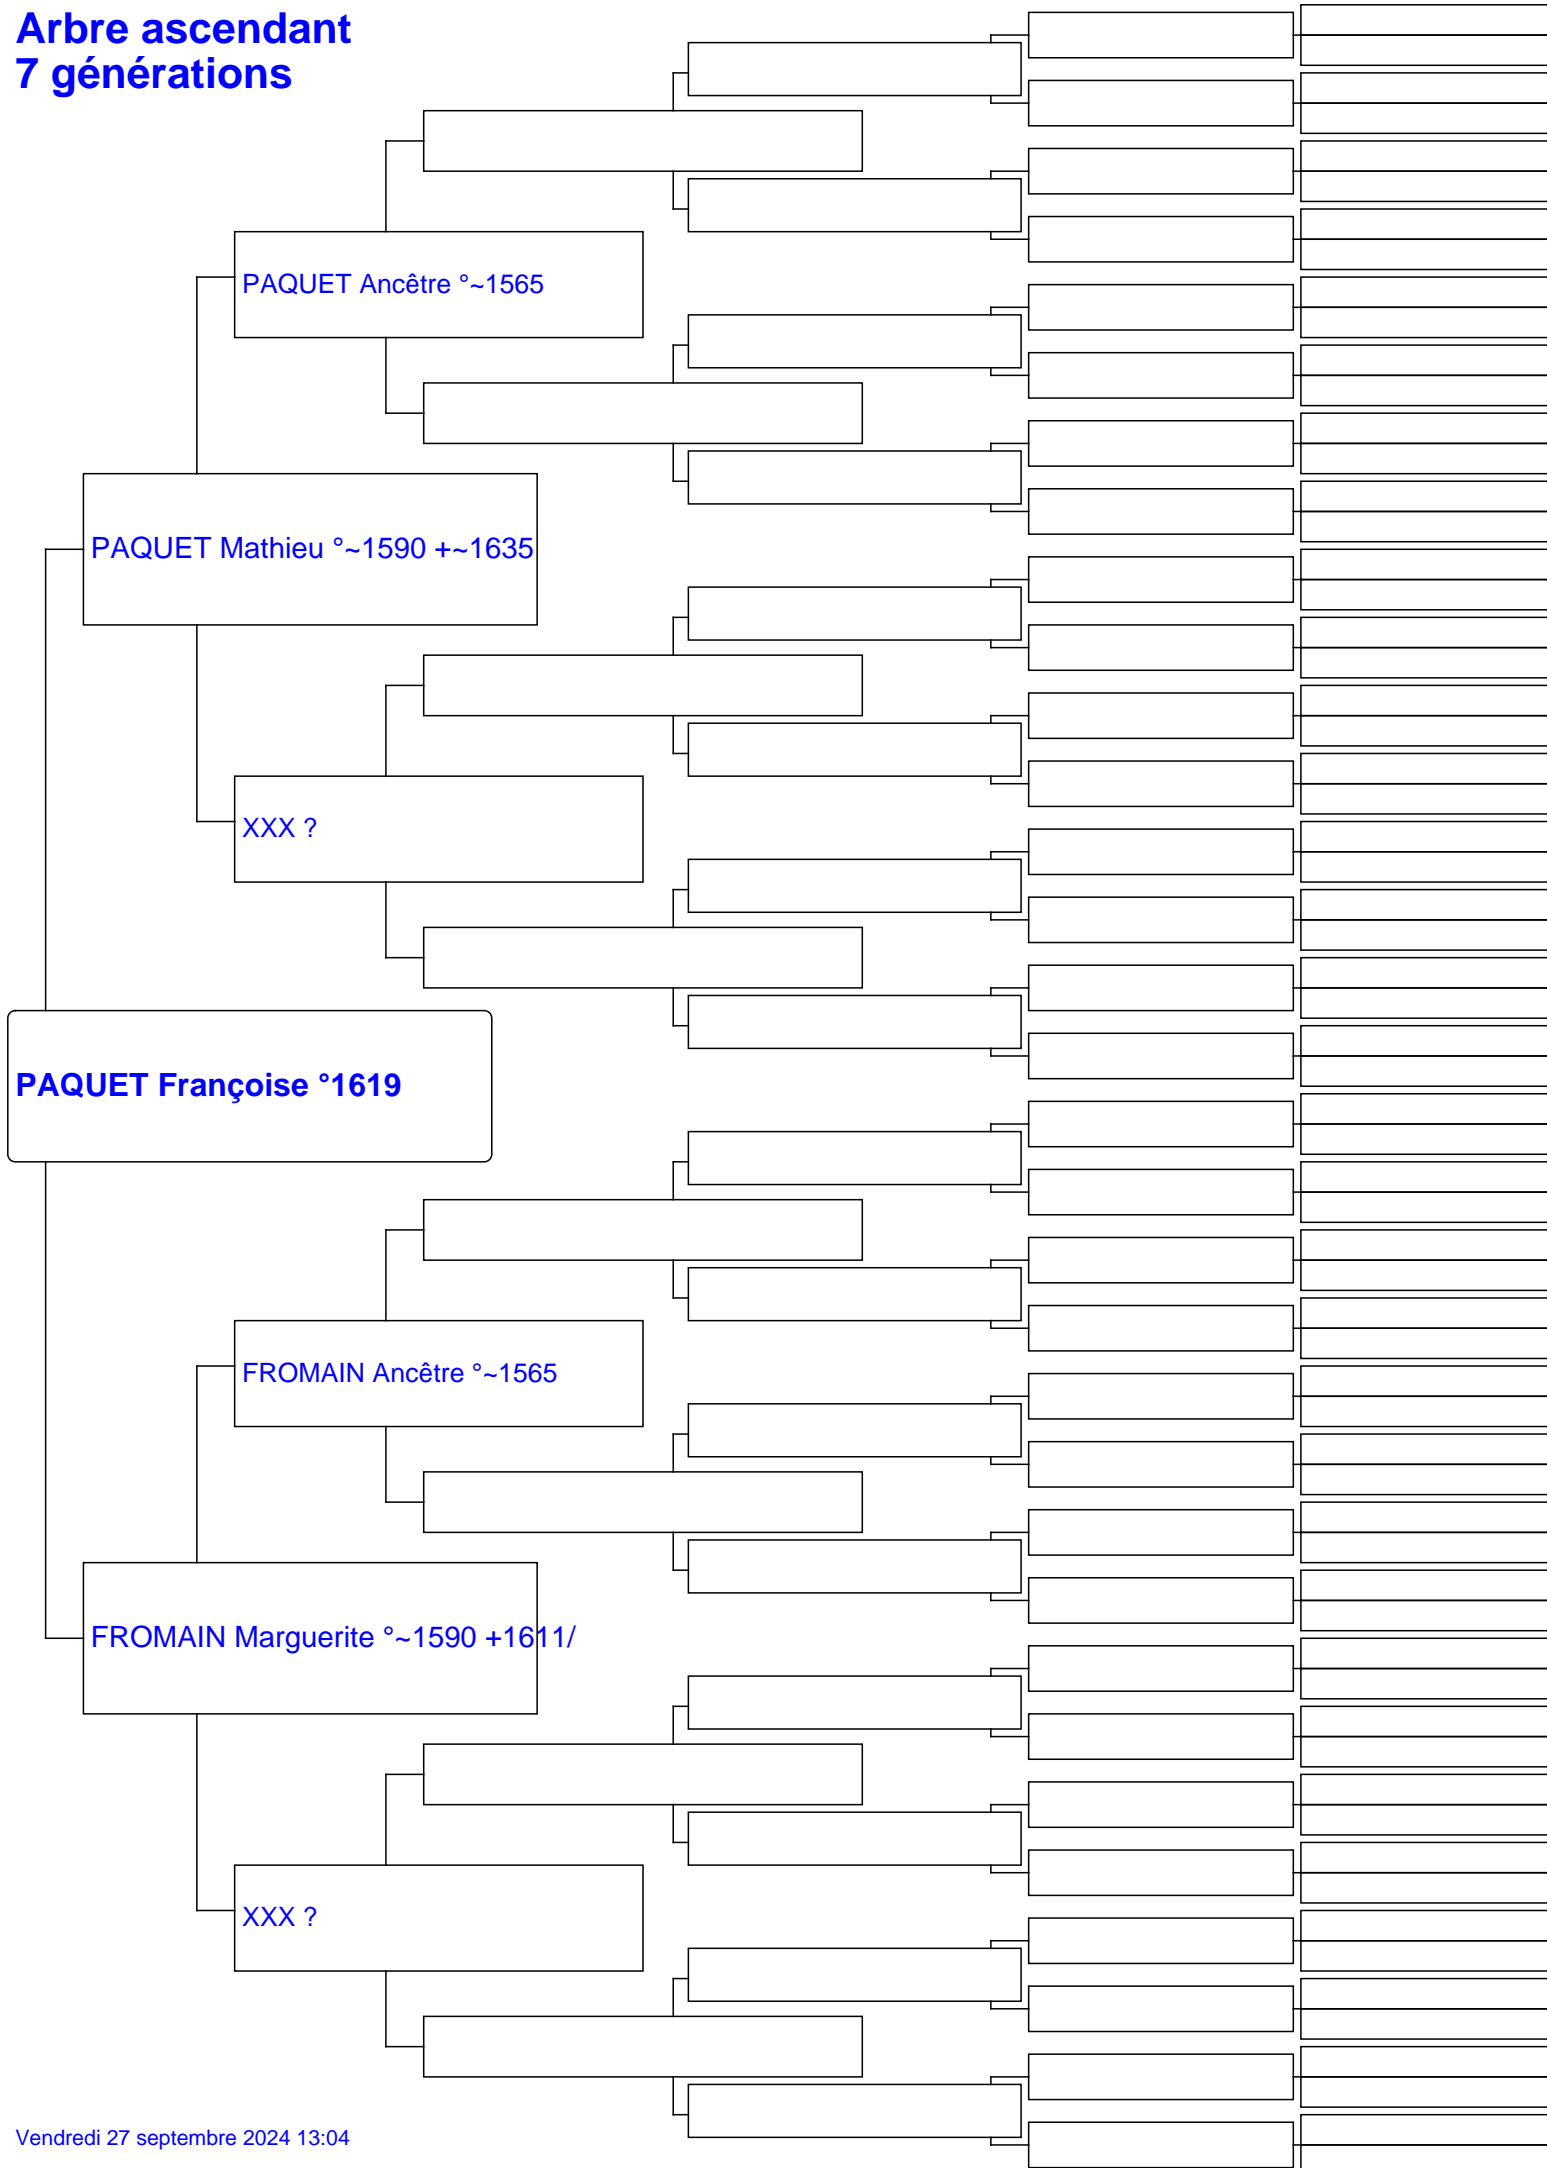 Arbre ascendant
7 générations
PAQUET Ancêtre °~1565
PAQUET Mathieu °~1590 +~1635
XXX ?
PAQUET Françoise °1619
FROMAIN Ancêtre °~1565
FROMAIN Marguerite °~1590 +1611/
XXX ?
Vendredi 27 septembre 2024 13:04